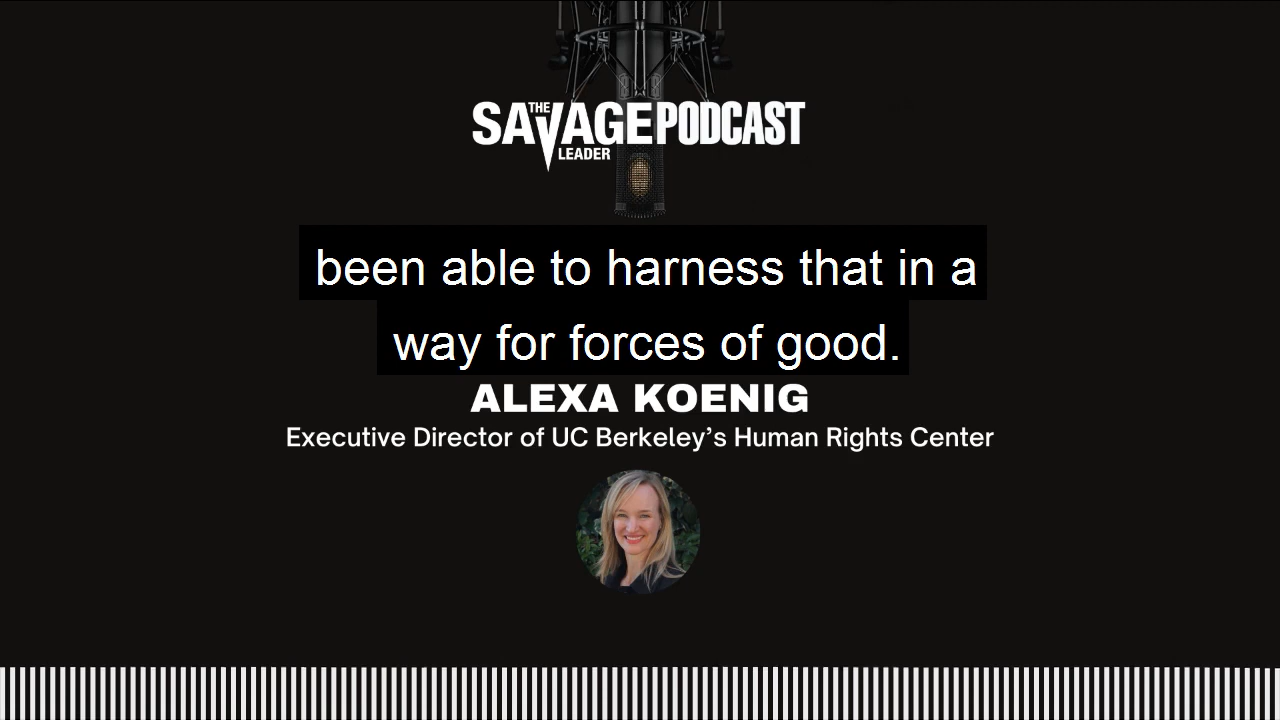 THE SAVAGE LEADER PODCAST
been able to harness that in a
way for forces of good.
ALEXA KOENIG
Executive Director of UC Berkeley’s Human Rights Center